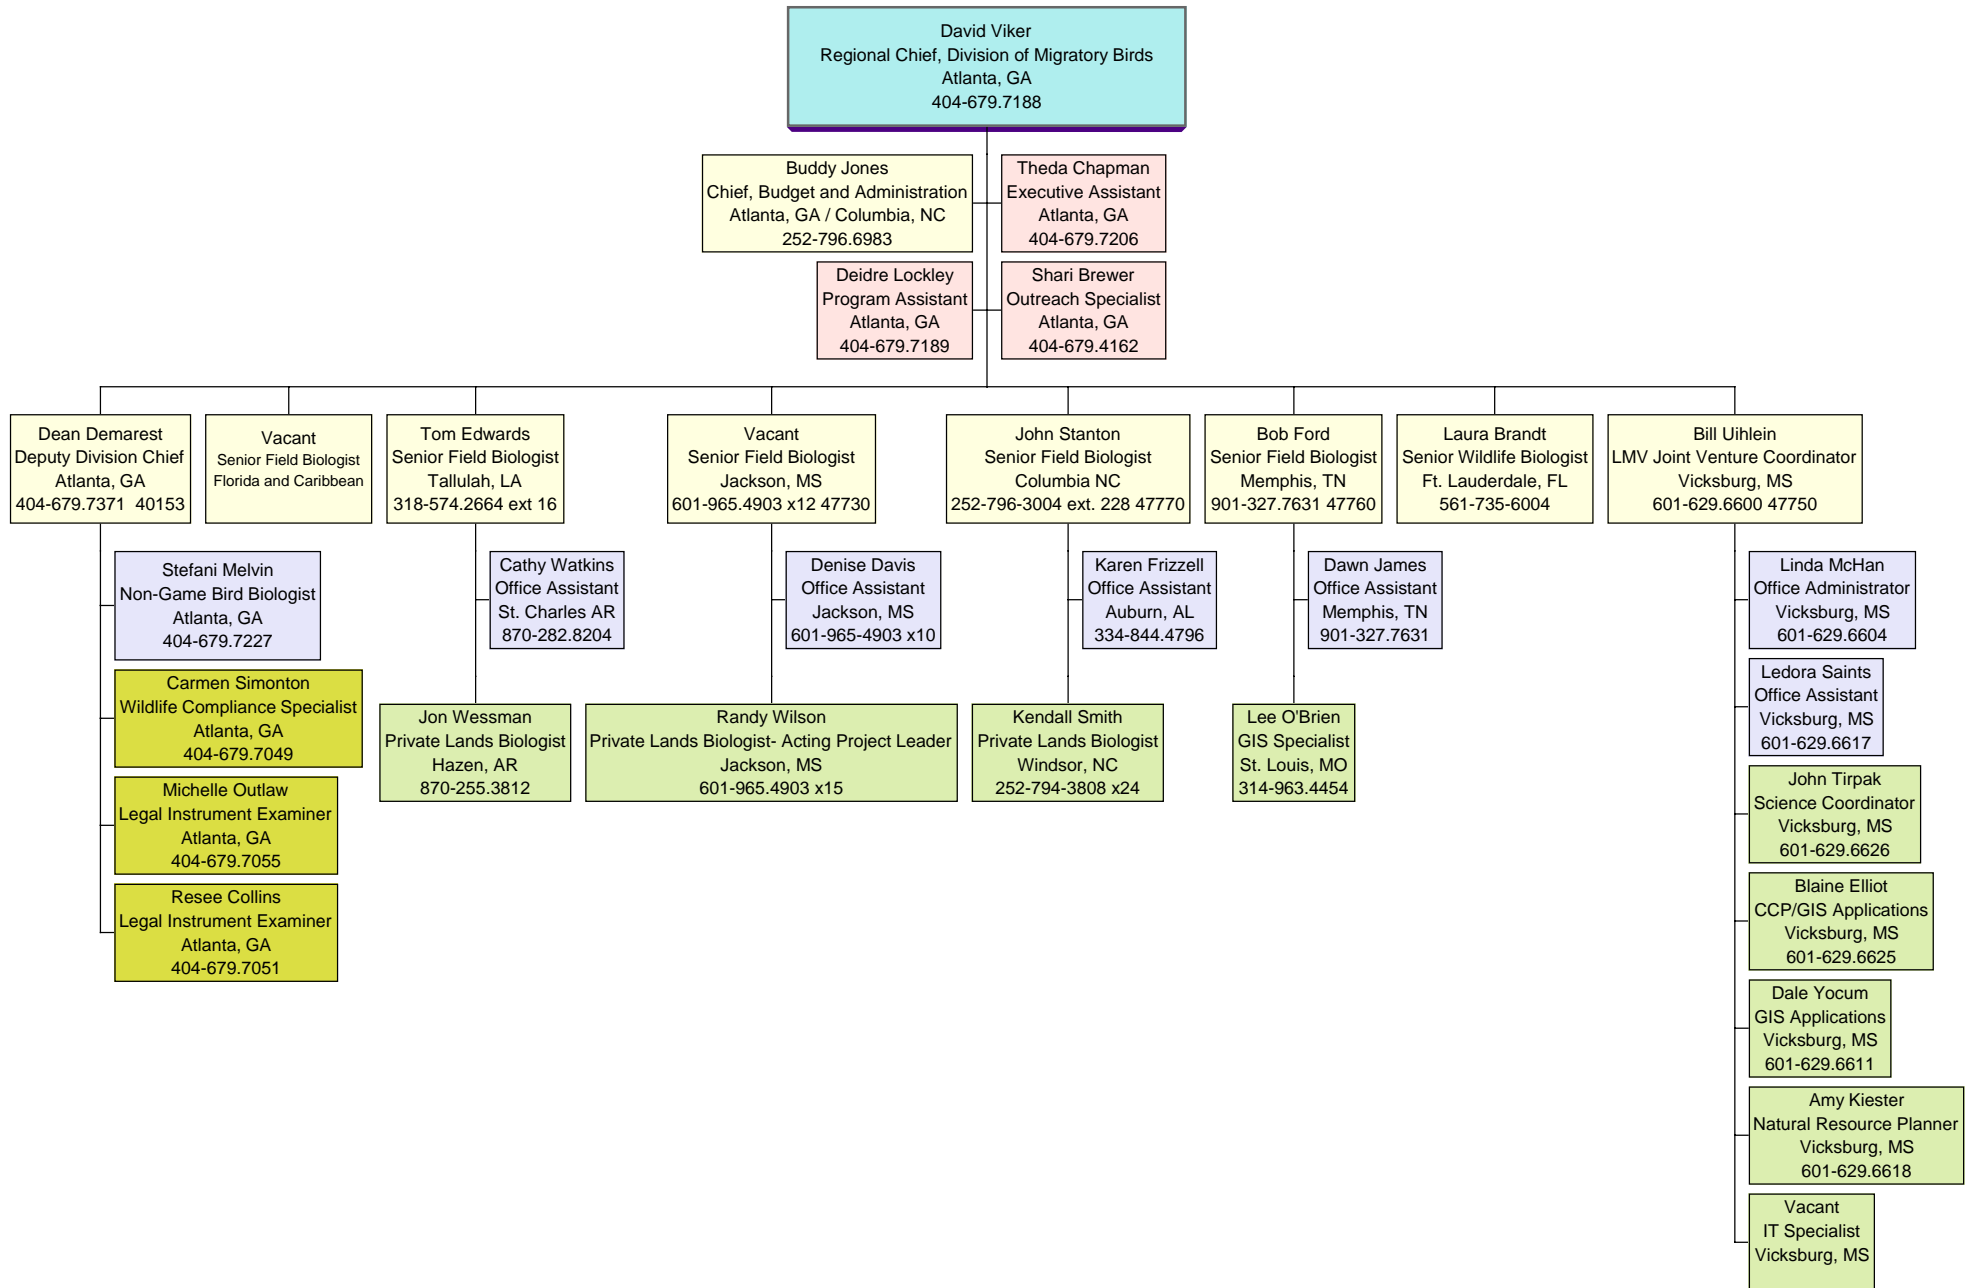 David Viker
Regional Chief, Division of Migratory Birds
Atlanta, GA
404-679.7188
Buddy Jones
Chief, Budget and Administration
Atlanta, GA / Columbia, NC
252-796.6983
Theda Chapman
Executive Assistant
Atlanta, GA
404-679.7206
Deidre Lockley
Program Assistant
Atlanta, GA
404-679.7189
Shari Brewer
Outreach Specialist
Atlanta, GA
404-679.4162
Dean Demarest
Deputy Division Chief
Atlanta, GA
404-679.7371  40153
Vacant
Senior Field Biologist
Florida and Caribbean
Tom Edwards
Senior Field Biologist
Tallulah, LA
318-574.2664 ext 16
Vacant
Senior Field Biologist
Jackson, MS
601-965.4903 x12 47730
John Stanton
Senior Field Biologist
Columbia NC
252-796-3004 ext. 228 47770
Bob Ford
Senior Field Biologist
Memphis, TN
901-327.7631 47760
Laura Brandt
Senior Wildlife Biologist
Ft. Lauderdale, FL
561-735-6004
Bill Uihlein
LMV Joint Venture Coordinator
Vicksburg, MS
601-629.6600 47750
Stefani Melvin
Non-Game Bird Biologist
Atlanta, GA
404-679.7227
Carmen Simonton
Wildlife Compliance Specialist
Atlanta, GA
404-679.7049
Michelle Outlaw
Legal Instrument Examiner
Atlanta, GA
404-679.7055
Resee Collins
Legal Instrument Examiner
Atlanta, GA
404-679.7051
Cathy Watkins
Office Assistant
St. Charles AR
870-282.8204
Jon Wessman
Private Lands Biologist
Hazen, AR
870-255.3812
Denise Davis
Office Assistant
Jackson, MS
601-965-4903 x10
Randy Wilson
Private Lands Biologist- Acting Project Leader
Jackson, MS
601-965.4903 x15
Karen Frizzell
Office Assistant
Auburn, AL
334-844.4796
Kendall Smith
Private Lands Biologist
Windsor, NC
252-794-3808 x24
Dawn James
Office Assistant
Memphis, TN
901-327.7631
Lee O'Brien
GIS Specialist
St. Louis, MO
314-963.4454
Linda McHan
Office Administrator
Vicksburg, MS
601-629.6604
Ledora Saints
Office Assistant
Vicksburg, MS
601-629.6617
John Tirpak
Science Coordinator
Vicksburg, MS
601-629.6626
Blaine Elliot
CCP/GIS Applications
Vicksburg, MS
601-629.6625
Dale Yocum
GIS Applications
Vicksburg, MS
601-629.6611
Amy Kiester
Natural Resource Planner
Vicksburg, MS
601-629.6618
Vacant
IT Specialist
Vicksburg, MS